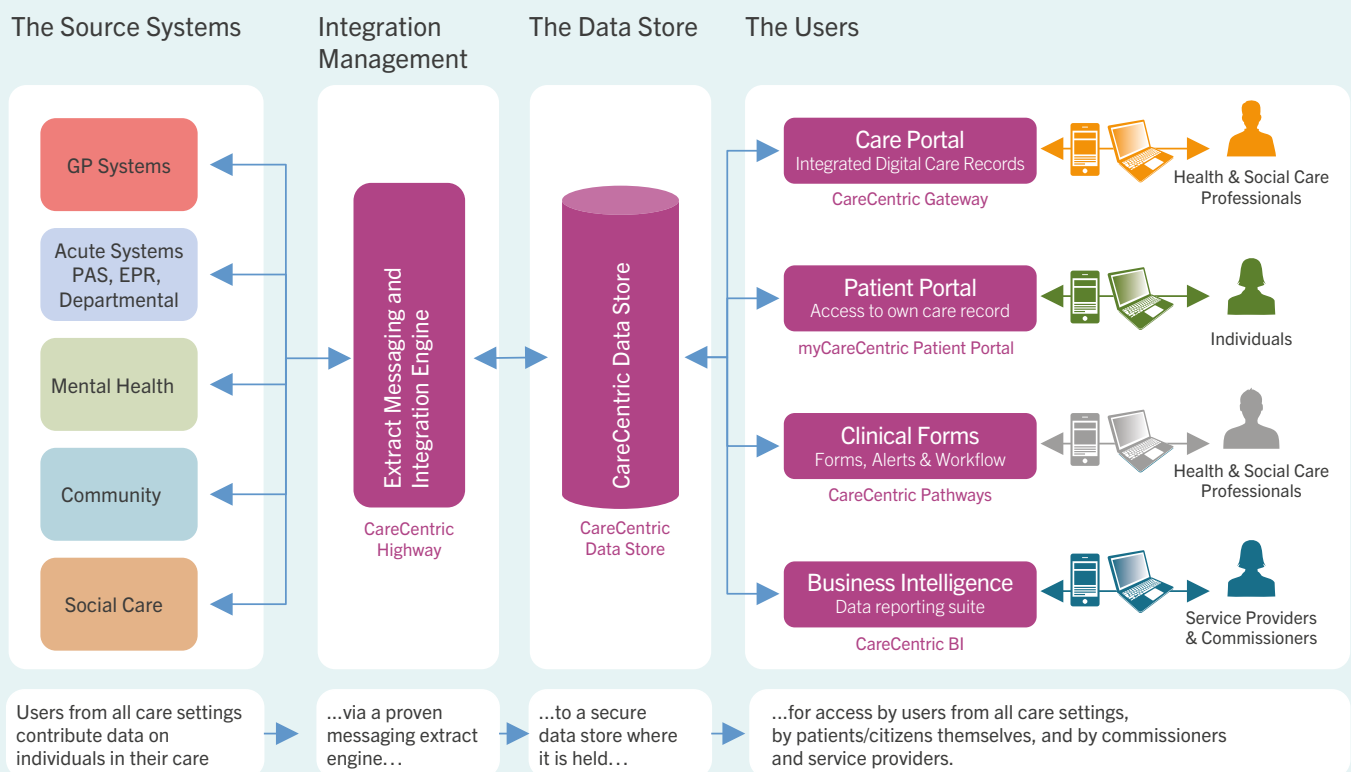 The Source Systems
Integration
Management
The Data Store
The Users
GP Systems
Acute Systems
PAS, EPR,
Departmental
Mental Health
Community
Social Care
Extract Messaging and
Integration Engine
CareCentric
Highway
CareCentric Data Store
CareCentric
Data Store
Care Portal
Integrated Digital Care Records
CareCentric Gateway
Health & Social Care
Professionals
Patient Portal
Access to own care record
myCareCentric Patient Portal
Individuals
Clinical Forms
Forms, Alerts & Workflow
CareCentric Pathways
Health & Social Care
Professionals
Business Intelligence
Data reporting suite
CareCentric BI
Service Providers
& Commissioners
Users from all care settings
contribute data on
individuals in their care
...via a proven
messaging extract
engine...
...to a secure
data store where
it is held...
...for access by users from all care settings,
by patients/citizens themselves, and by commissioners
and service providers.